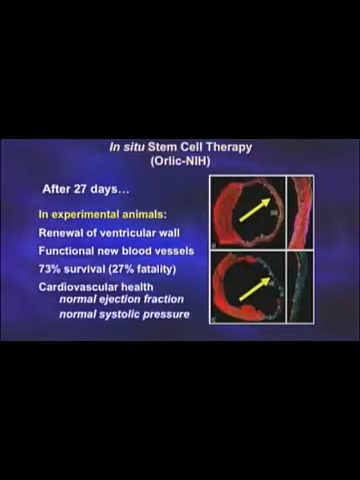 In situ Stem Cell Therapy
(Orlic-NIH)
After 27 days…
In experimental animals:
Renewal of ventricular wall
Functional new blood vessels
73% survival (27% fatality)
Cardiovascular health
normal ejection fraction
normal systolic pressure